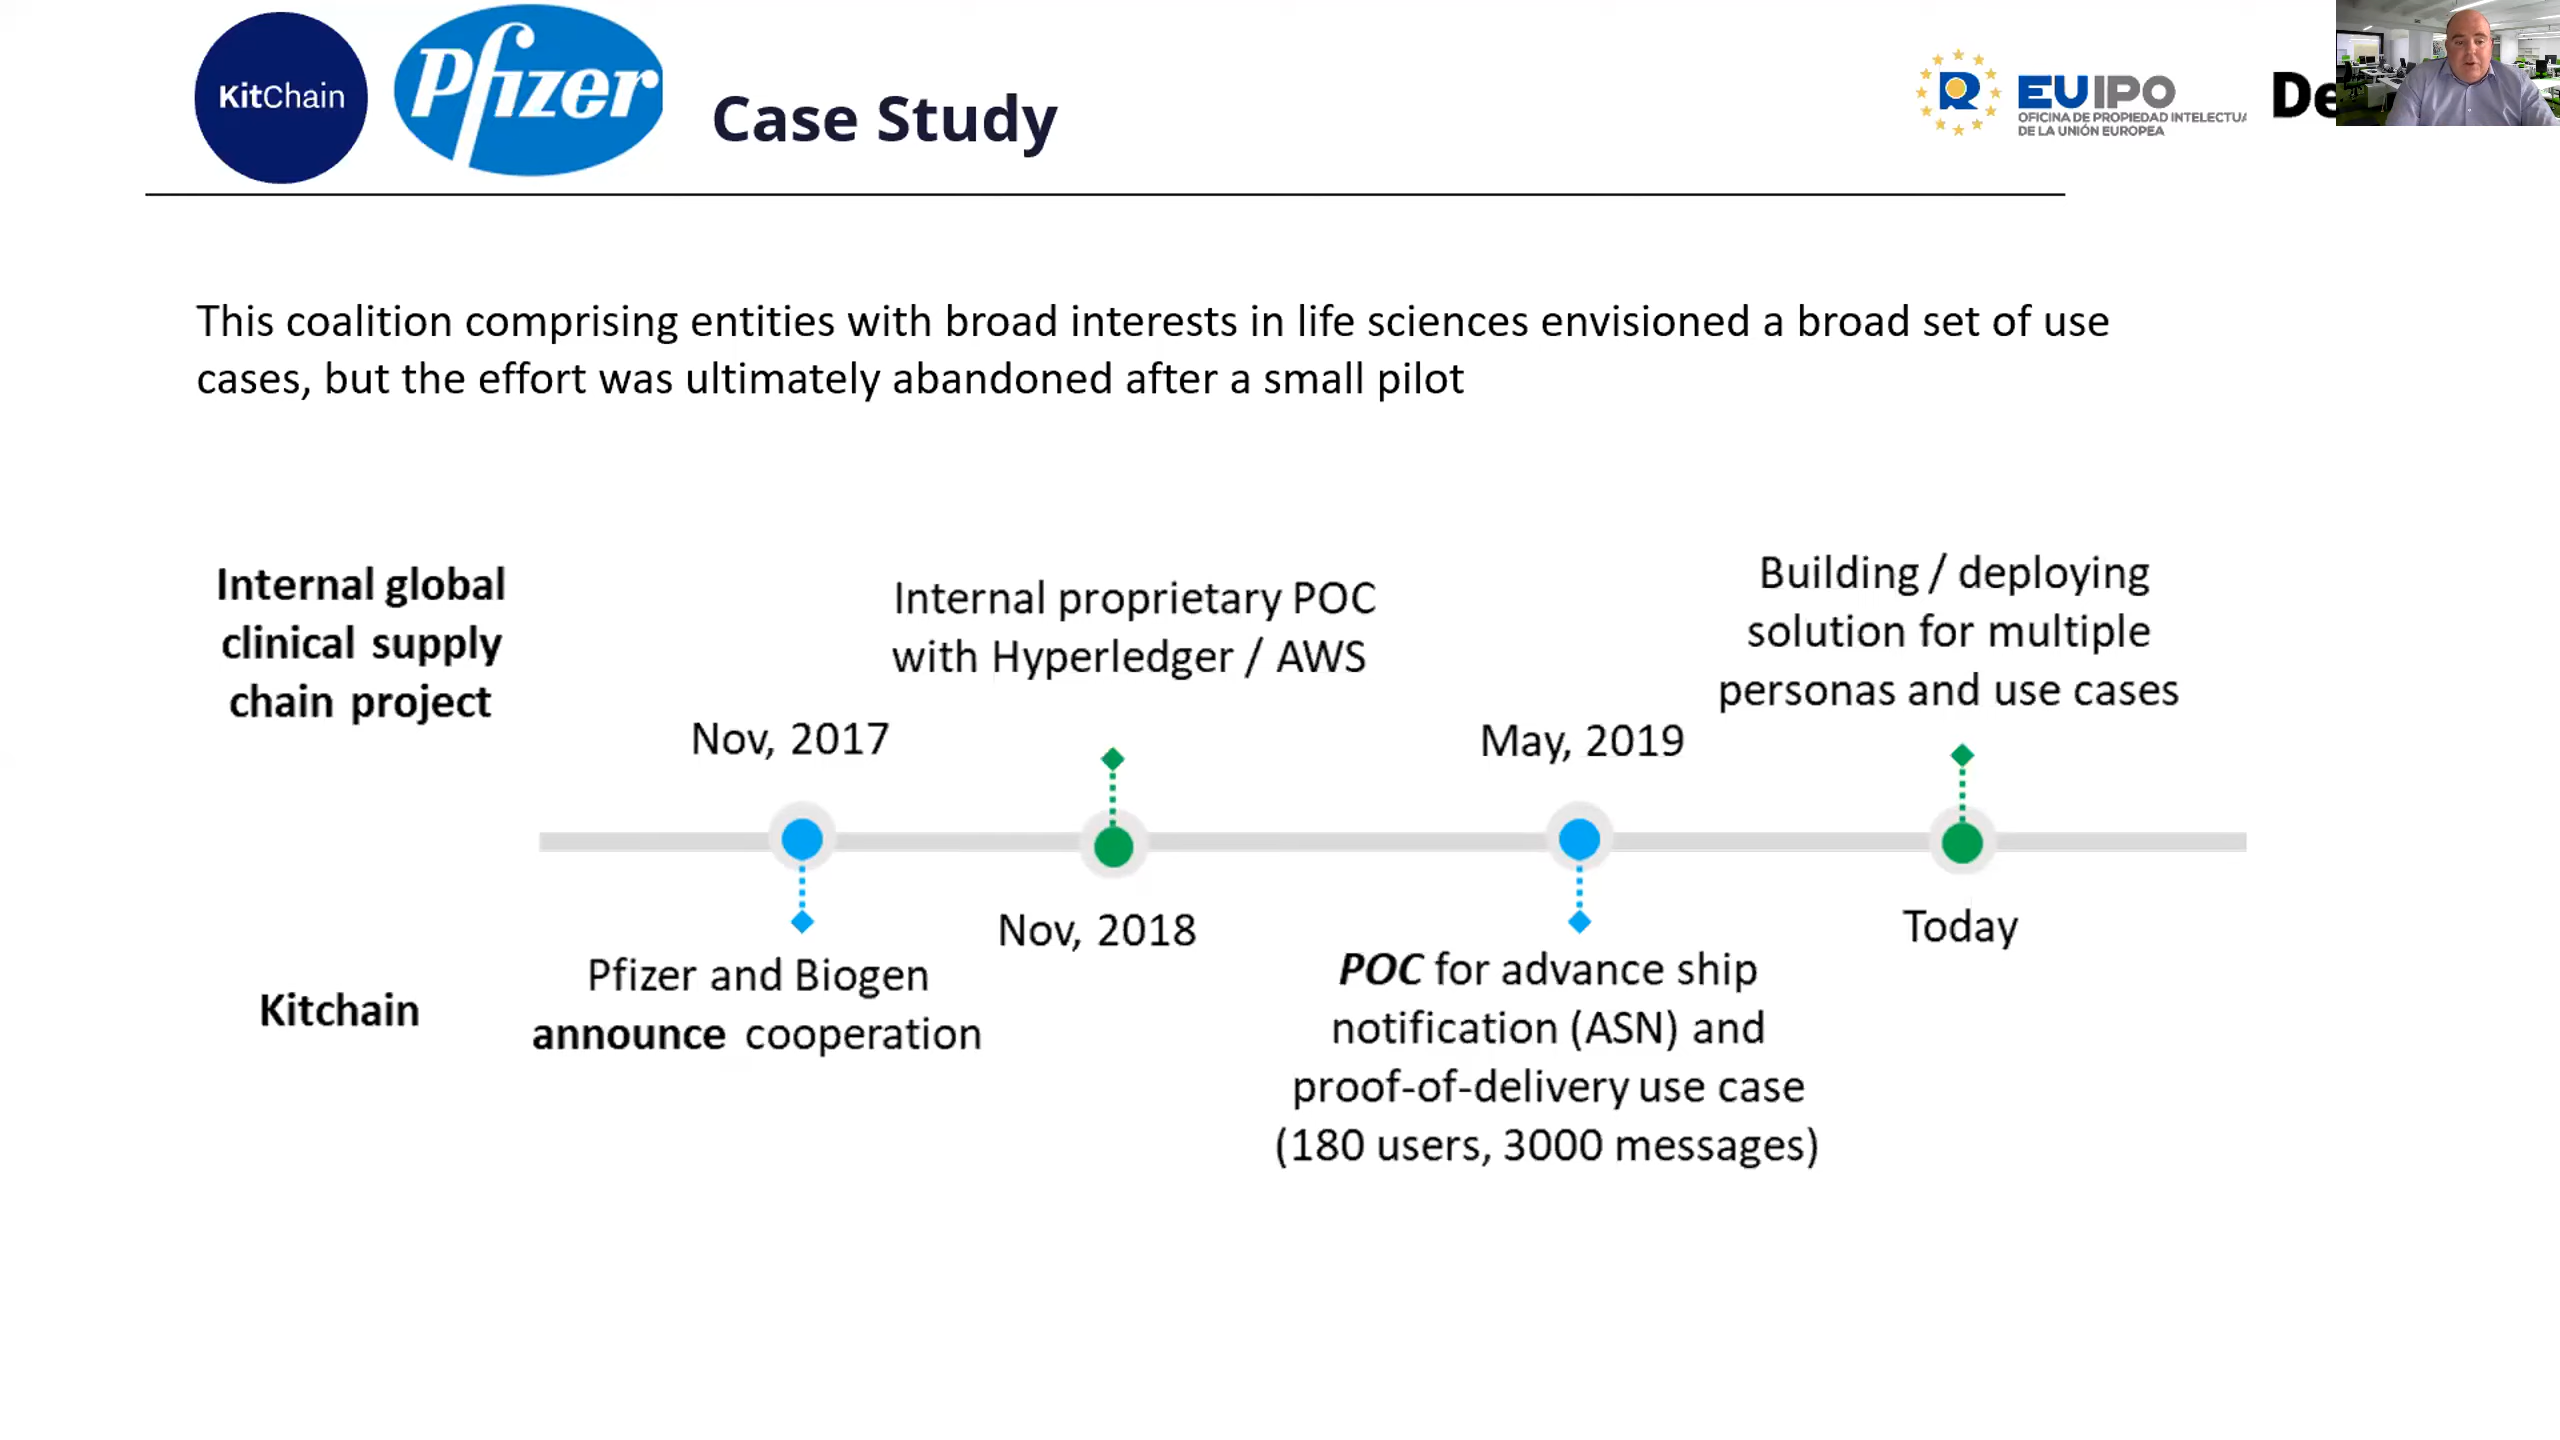 KitChain
Pfizer
Case Study
EUIPO
OFICINA DE PROPIEDAD INTELECTUA
DE LA UNIÓN EUROPEA
De
This coalition comprising entities with broad interests in life sciences envisioned a broad set of use
cases, but the effort was ultimately abandoned after a small pilot
Internal global
clinical supply
chain project
Nov, 2017
Internal proprietary POC
with Hyperledger / AWS
May, 2019
Building / deploying
solution for multiple
personas and use cases
Kitchain
Pfizer and Biogen
announce cooperation
Nov, 2018
POC for advance ship
notification (ASN) and
proof-of-delivery use case
(180 users, 3000 messages)
Today